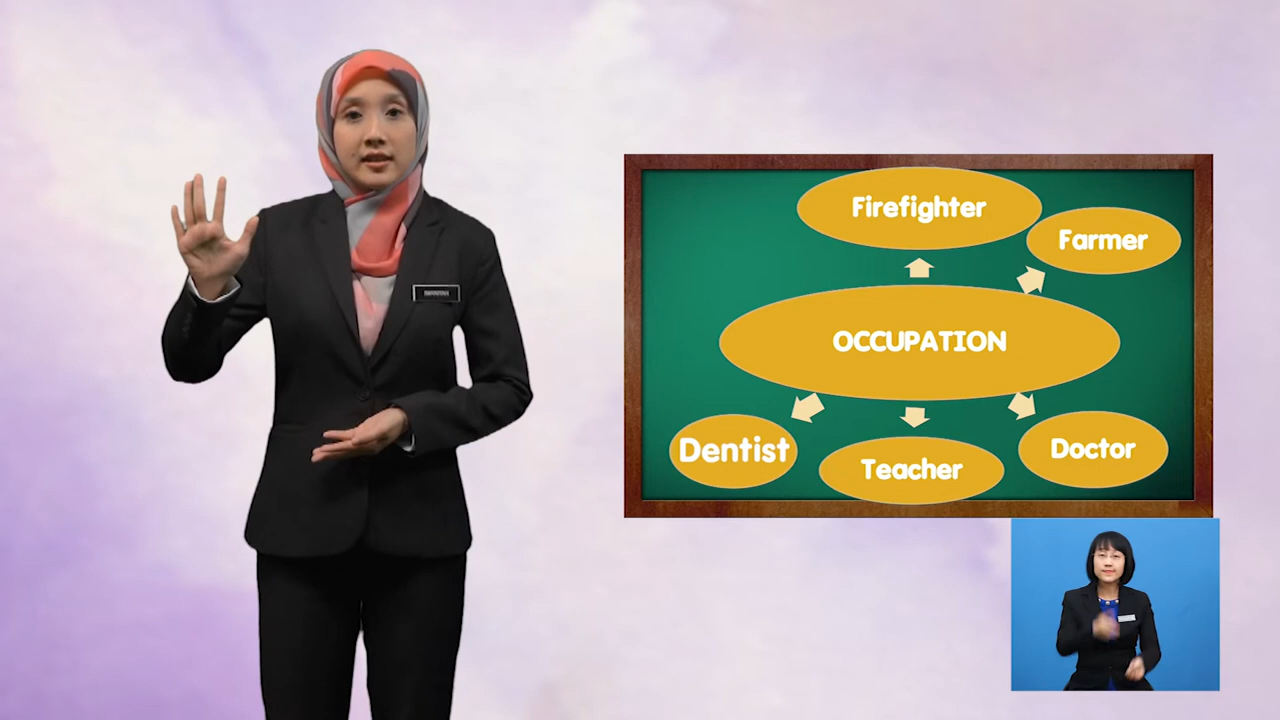 Firefighter
Farmer
OCCUPATION
Dentist
Teacher
Doctor